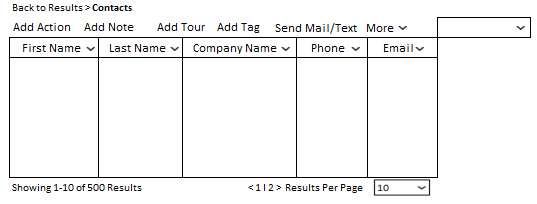 Back to Results > Contacts
Add Action Add Note Add Tour Add Tag Send Mail/Text More
First Name Last Name Company Name Phone Email
Showing 1-10 of 500 Results < 1 I 2 > Results Per Page 10